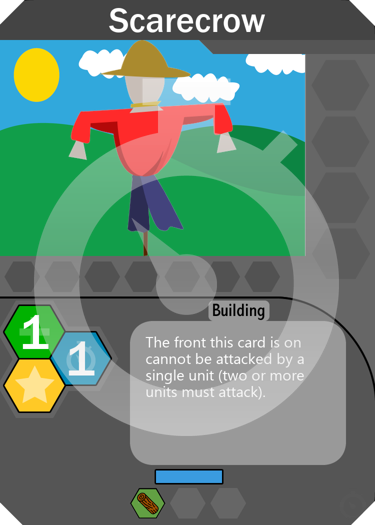 Scarecrow
1
1
Building
The front this card is on
cannot be attacked by a
single unit (two or more
units must attack).